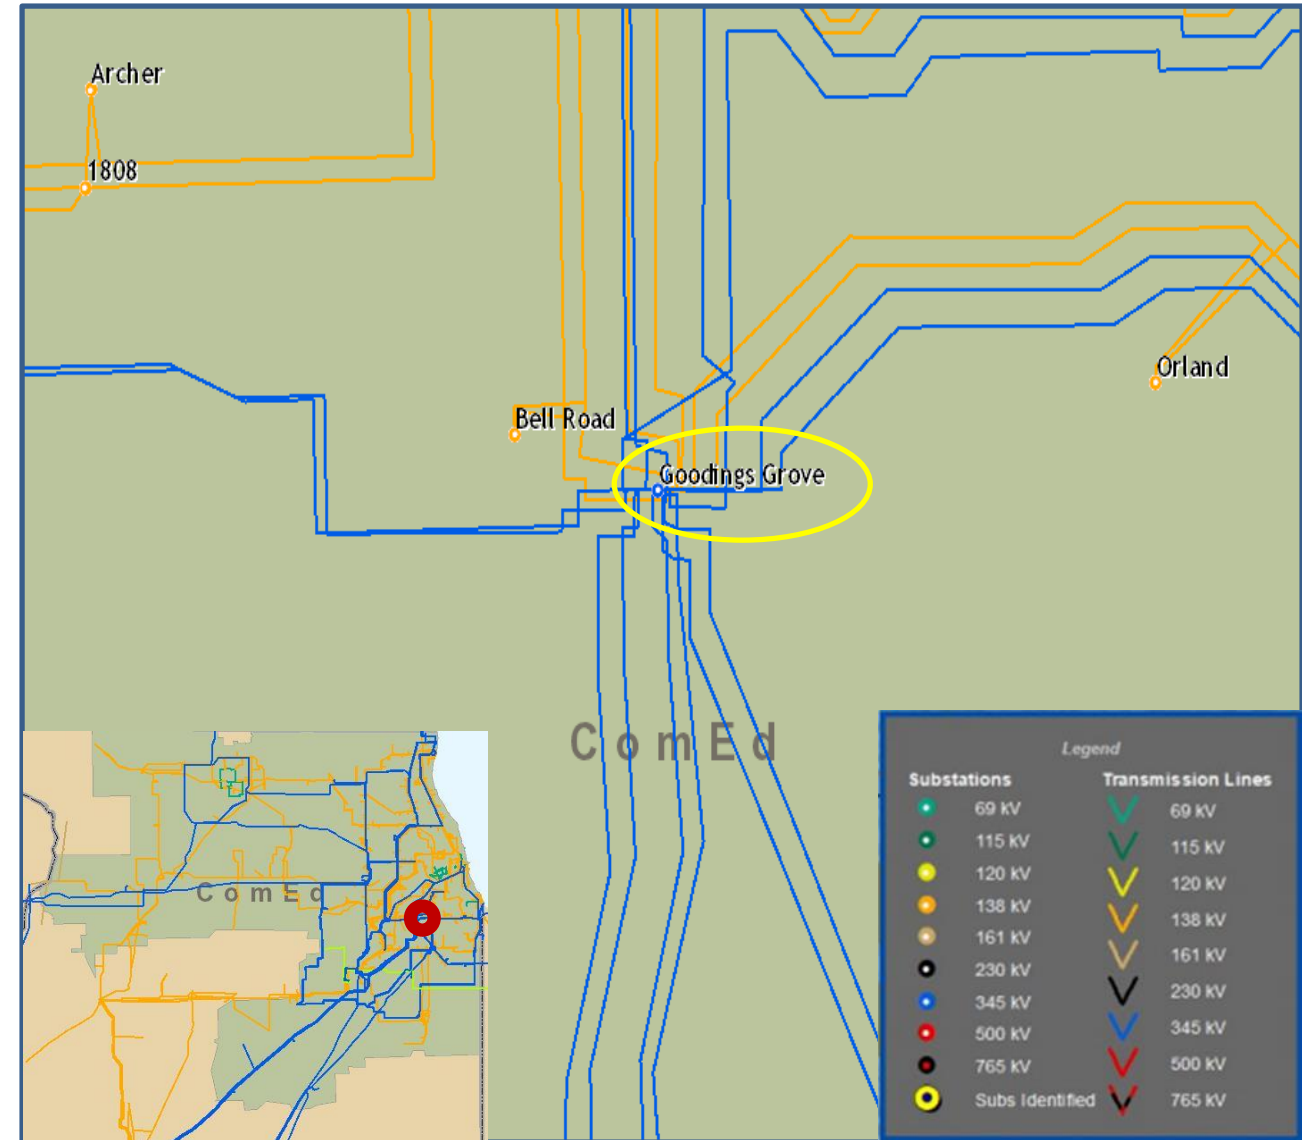 Archer
1808
Orland
Bell Road
Goodings Grove
ComEd
ComEd
Legend
Substations
69 kV
115 kV
120 kV
138 kV
161 kV
230 kV
345 kV
500 kV
765 kV
Subs Identified
Transmission Lines
69 kV
115 kV
120 kV
138 kV
161 kV
230 kV
345 kV
500 kV
765 kV